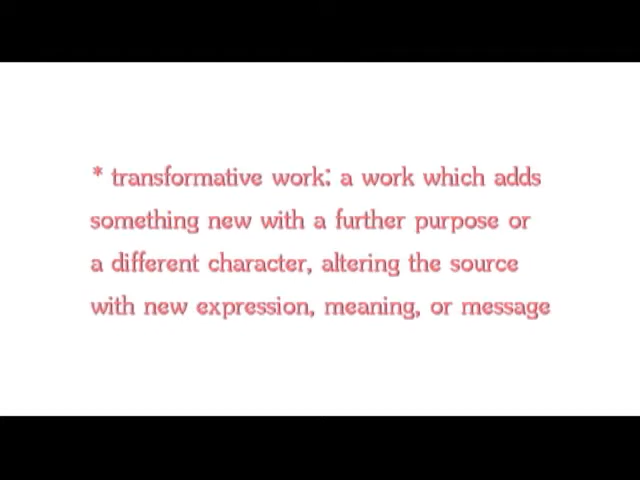 * transformative work: a work which adds
something new with a further purpose or
a different character, altering the source
with new expression, meaning, or message